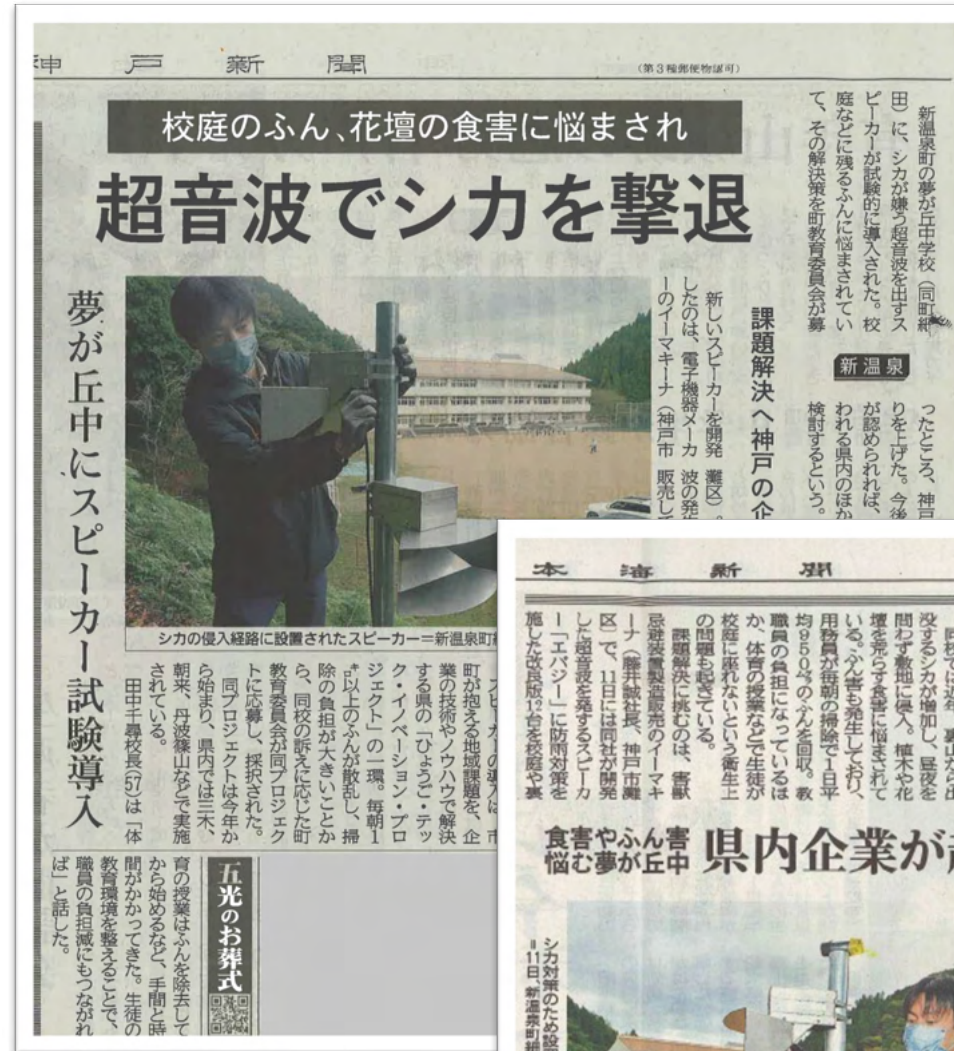 神戸新聞
(第3種郵便物認可)
校庭のふん、花壇の食害に悩まされ
超音波でシカを撃退
夢が丘中にスピーカー試験導入
新温泉町の夢が丘中学校(同町細
田)に、シカが嫌う超音波を出すス
ピーカーが試験的に導入された。校
庭などに残るふんに悩まされてい
て、その解決策を町教育委員会が募
新温泉
ったところ、神戸
りを上げた。今後
が認められれば、
われる県内のほか
検討するという。
課題解決へ神戸の企
新しいスピーカーを開発
したのは、電子機器メーカ
ーのイーマキーナ(神戸市
灘区)。
波の発生
販売して
シカの侵入経路に設置されたスピーカー=新温泉町細
スピーカーの導入は、市
町が抱える地域課題を、企
業の技術やノウハウで解決
する県の「ひょうご・テッ
ク・イノベーション・プロ
ジェクト」の一環。毎朝1
㌔以上のふんが散乱し、掃
除の負担が大きいことか
ら、同校の訴えに応じた町
教育委員会が同プロジェク
トに応募し、採択された。
同プロジェクトは今年か
ら始まり、県内では三木、
朝来、丹波篠山などで実施
されている。
田中千尋校長(57)は「体
育の授業はふんを除去して
から始めるなど、手間と時
間がかかってきた。生徒の
教育環境を整えることで、
職員の負担減にもつながれ
ば」と話した。
五光のお葬式
本海新聞
同校では近年、裏山から出
没するシカが増加し、昼夜を
問わず敷地に侵入。植木や花
壇を荒らす食害に悩まされて
いる。ふん害も発生しており、
用務員が毎朝の掃除で1日平
均950㌘のふんを回収。教
職員の負担になっているほ
か、体育の授業などで生徒が
校庭に座れないという衛生上
の問題も起きている。
課題解決に挑むのは、害獣
忌避装置製造販売のイーマキ
ーナ(藤井誠社長、神戸市灘
区)で、11日には同社が開発
した超音波を発するスピーカ
ー「エバジー」に防雨対策を
施した改良版12台を校庭や裏
食害やふん害
悩む夢が丘中
県内企業が
シカ対策のため設
=11日、新温泉町細